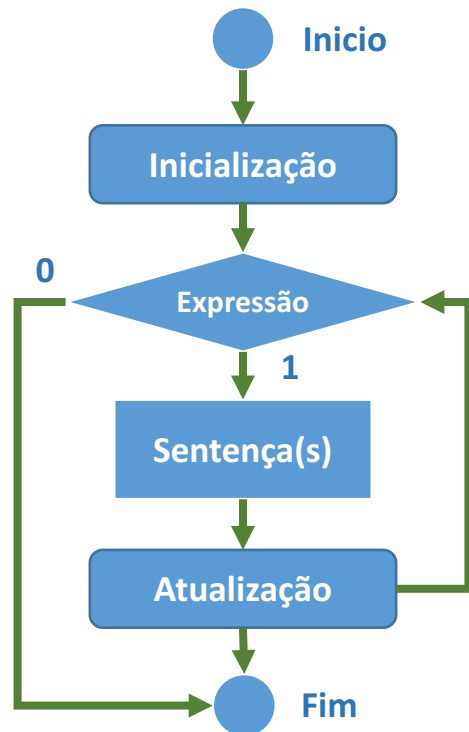 Inicio
Inicialização
0
Expressão
1
Sentença(s)
Atualização
Fim